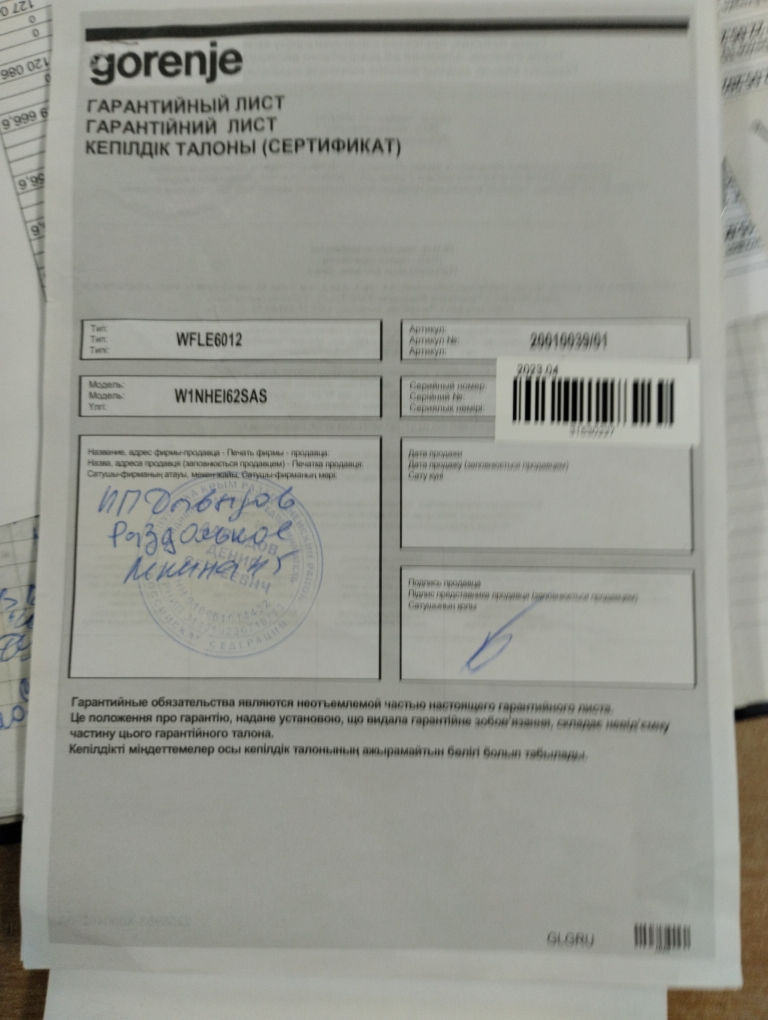 gorenje
ГАРАНТИЙНЫЙ ЛИСТ
ГАРАНТІЙНИЙ ЛИСТ
КЕПІЛДІК ТАЛОНЫ (СЕРТИФИКАТ)
Тип:
Тип:
Типі:
WFLE6012
Артикул:
Артикул №:
Артикул:
20010039/01
Модель:
Модель:
Үлгі:
W1NHEI62SAS
Серийный номер:
Серійний №:
Сериялық нөмірі:
2023.04
Название, адрес фирмы-продавца - Печать фирмы - продавца:
Назва, адреса продавця (заповнюється продавцем) - Печатка продавця:
Сатушы-фирманың атауы, мекен-жайы, Сатушы-фирманың мөрі:
ИП Давыдов
Раздольное
Ленина
Дата продажи
Дата продажу (заповнюється продавцем)
Сату күні
Подпись продавца
Підпис представника продавця (заповнюється продавцем)
Сатушының қолы
Гарантийные обязательства являются неотъемлемой частью настоящего гарантийного листа.
Це положення про гарантію, надане установою, що видала гарантійне зобов'язання, складає невід'ємну
частину цього гарантійного талона.
Кепілдікті міндеттемелер осы кепілдік талонының ажырамайтын бөлігі болып табылады.
GLGRU